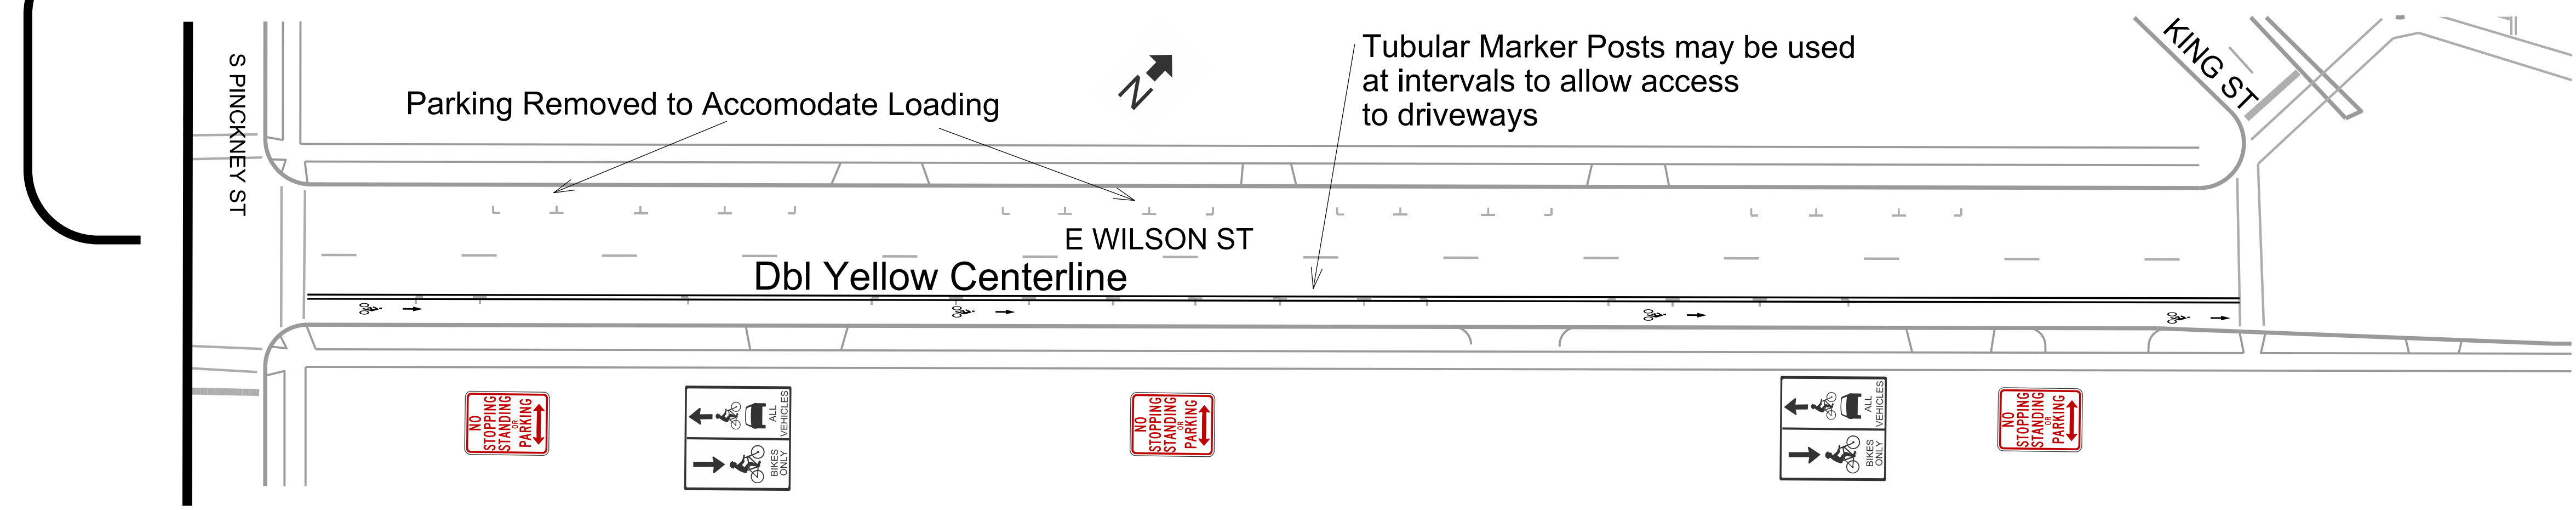 S PINCKNEY ST
Parking Removed to Accomodate Loading
N
Tubular Marker Posts may be used
at intervals to allow access
to driveways
KING ST
E WILSON ST
Dbl Yellow Centerline
NO
STOPPING
STANDING
OR
PARKING
ALL
VEHICLES
BIKES
ONLY
NO
STOPPING
STANDING
OR
PARKING
ALL
VEHICLES
BIKES
ONLY
NO
STOPPING
STANDING
OR
PARKING